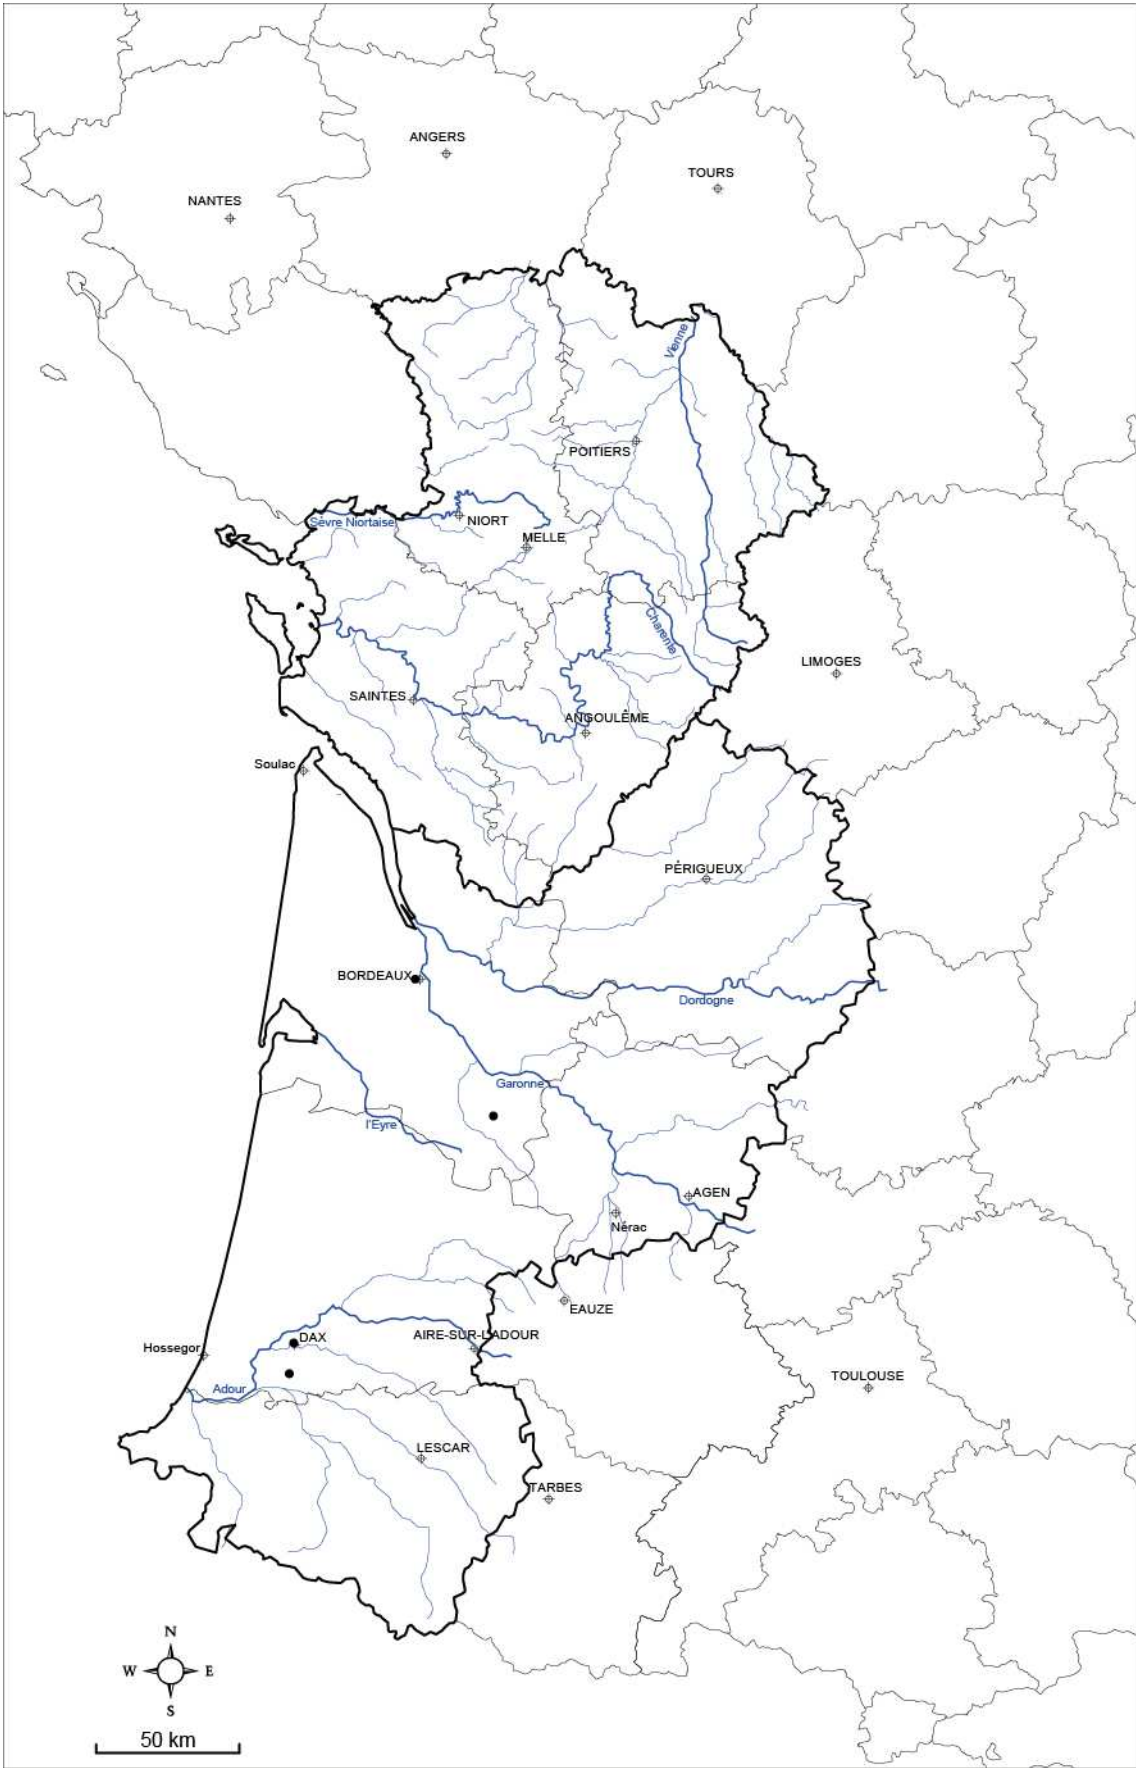 ANGERS
TOURS
NANTES
Vienne
POITIERS
Sèvre Niortaise
NIORT
MELLE
Charente
LIMOGES
SAINTES
ANGOULÊME
Soulac
PÉRIGUEUX
BORDEAUX
Dordogne
Garonne
l'Eyre
AGEN
Nérac
EAUZE
DAX
AIRE-SUR-L'ADOUR
Hossegor
TOULOUSE
Adour
LESCAR
TARBES
N
W E
S
50 km